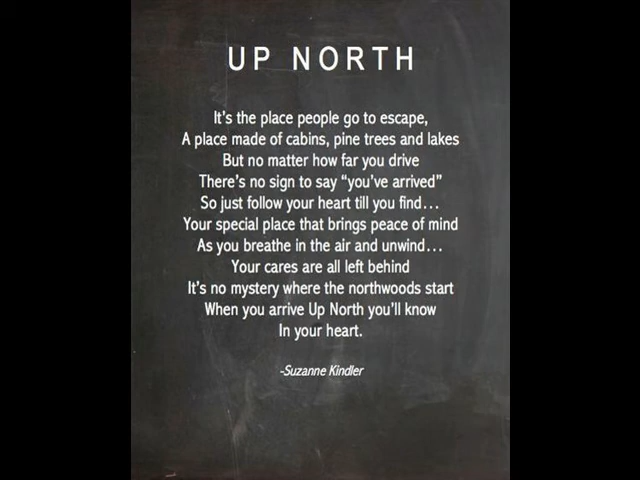 UP NORTH
It's the place people go to escape,
A place made of cabins, pine trees and lakes
But no matter how far you drive
There's no sign to say “you've arrived”
So just follow your heart till you find...
Your special place that brings peace of mind
As you breathe in the air and unwind...
Your cares are all left behind
It's no mystery where the northwoods start
When you arrive Up North you'll know
In your heart.
-Suzanne Kindler